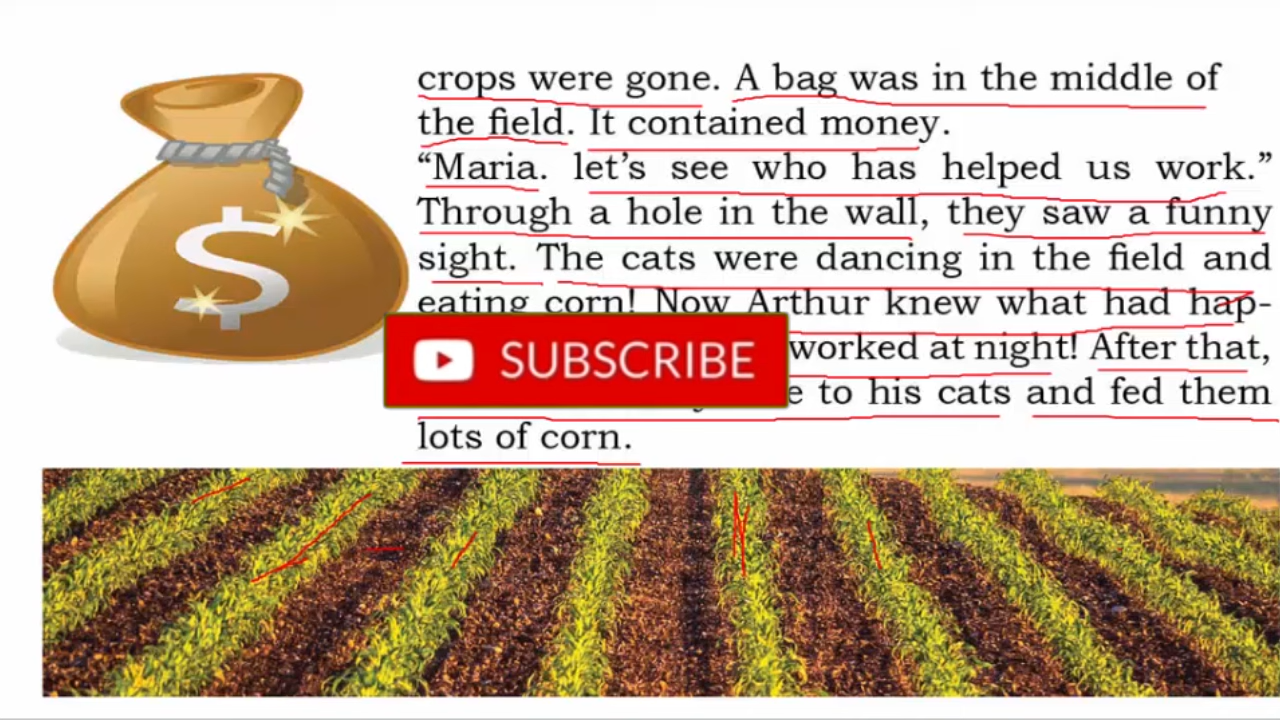 crops were gone. A bag was in the middle of
the field. It contained money.
“Maria. let’s see who has helped us work.”
Through a hole in the wall, they saw a funny
sight. The cats were dancing in the field and
eating corn! Now Arthur knew what had hap-
worked at night! After that,
to his cats and fed them
lots of corn.
$
SUBSCRIBE